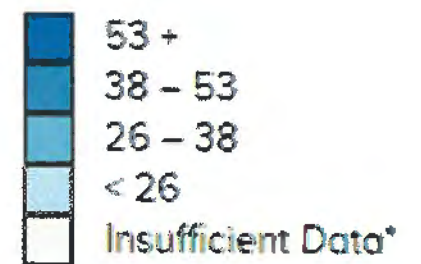 53 +
38 – 53
26 – 38
< 26
Insufficient Data*